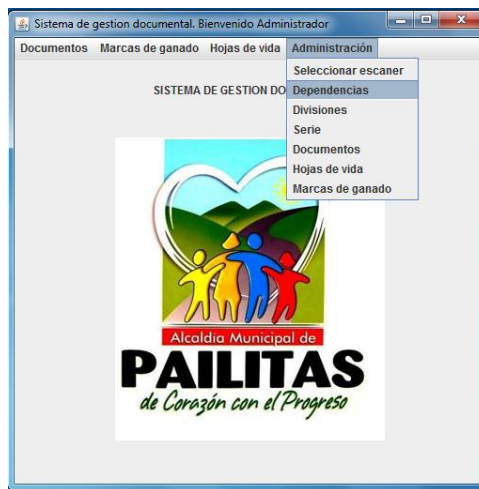 Sistema de gestion documental. Bienvenido Administrador
Documentos Marcas de ganado Hojas de vida Administración
Seleccionar escaner
SISTEMA DE GESTION DO
Dependencias
Divisiones
Serie
Documentos
Hojas de vida
Marcas de ganado
Alcaldia Municipal de
PAILITAS
de Corazón con el Progreso